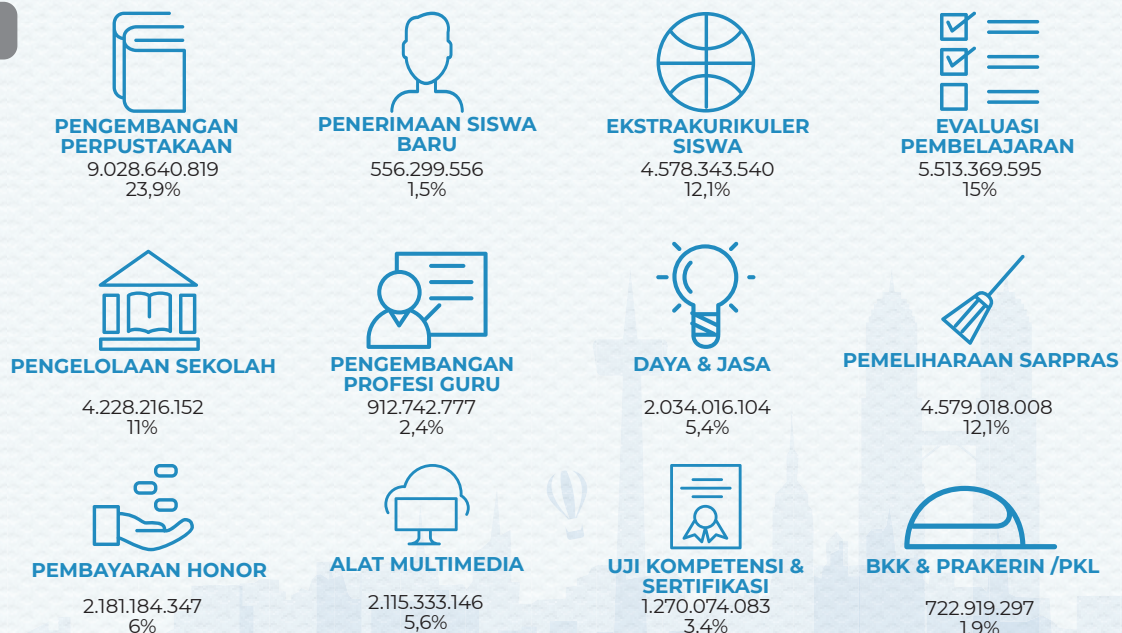 PENGEMBANGAN
PERPUSTAKAAN
9.028.640.819
23,9%
PENERIMAAN SISWA
BARU
556.299.556
1,5%
EKSTRAKURIKULER
SISWA
4.578.343.540
12,1%
EVALUASI
PEMBELAJARAN
5.513.369.595
15%
PENGELOLAAN SEKOLAH
4.228.216.152
11%
PENGEMBANGAN
PROFESI GURU
912.742.777
2,4%
DAYA & JASA
2.034.016.104
5,4%
PEMELIHARAAN SARPRAS
4.579.018.008
12,1%
PEMBAYARAN HONOR
2.181.184.347
6%
ALAT MULTIMEDIA
2.115.333.146
5,6%
UJI KOMPETENSI &
SERTIFIKASI
1.270.074.083
3,4%
BKK & PRAKERIN /PKL
722.919.297
1,9%